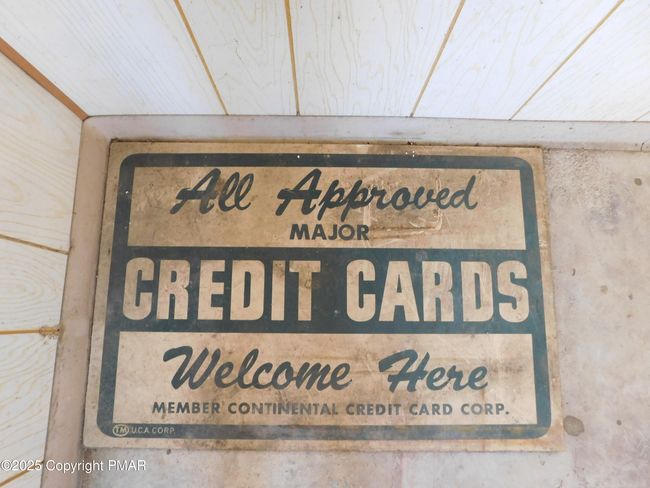 All Approved
MAJOR
CREDIT CARDS
Welcome Here
MEMBER CONTINENTAL CREDIT CARD CORP.
TM U.C.A. CORP.
©2025 Copyright PMAR